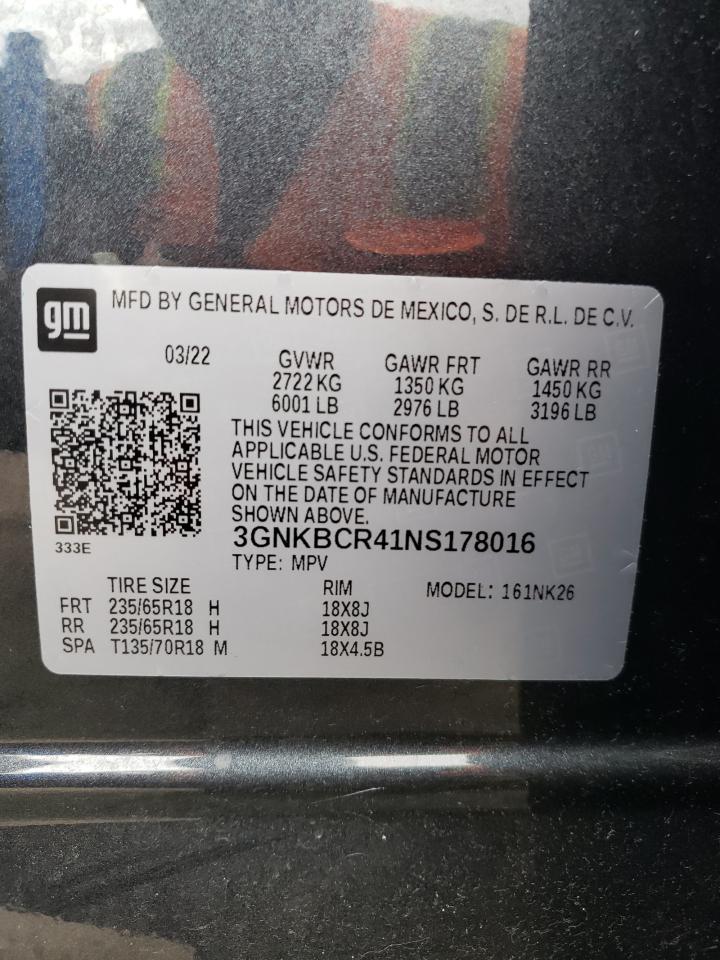 gm
MFD BY GENERAL MOTORS DE MEXICO, S. DE R.L. DE C.V.
03/22 GVWR GAWR FRT GAWR RR
2722 KG 1350 KG 1450 KG
6001 LB 2976 LB 3196 LB
THIS VEHICLE CONFORMS TO ALL
APPLICABLE U.S. FEDERAL MOTOR
VEHICLE SAFETY STANDARDS IN EFFECT
ON THE DATE OF MANUFACTURE
SHOWN ABOVE.
333E
3GNKBCR41NS178016
TYPE: MPV
TIRE SIZE RIM MODEL: 161NK26
FRT 235/65R18 H 18X8J
RR 235/65R18 H 18X8J
SPA T135/70R18 M 18X4.5B